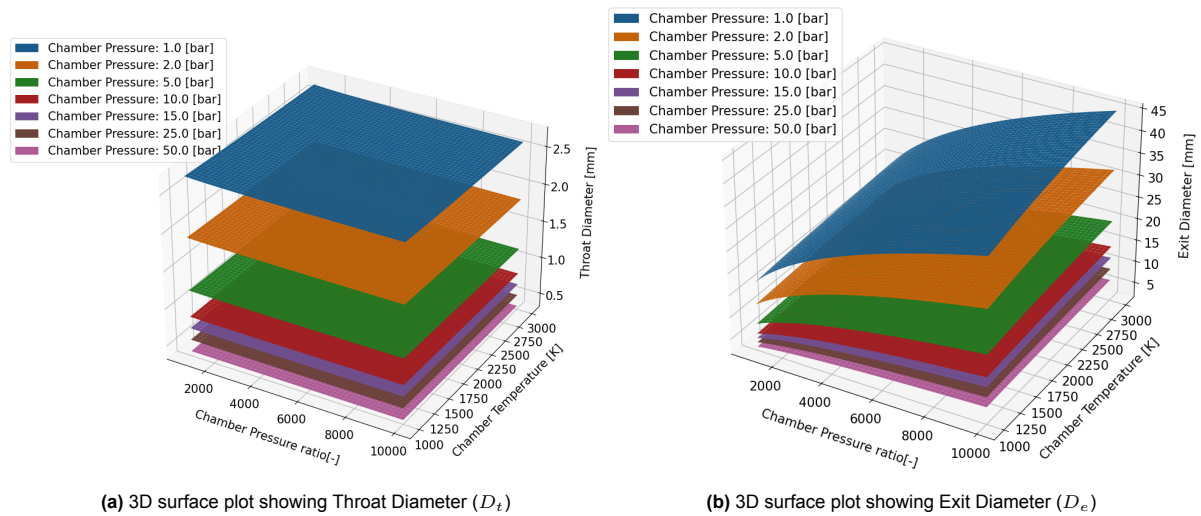 Chamber Pressure: 1.0 [bar]
Chamber Pressure: 2.0 [bar]
Chamber Pressure: 5.0 [bar]
Chamber Pressure: 10.0 [bar]
Chamber Pressure: 15.0 [bar]
Chamber Pressure: 25.0 [bar]
Chamber Pressure: 50.0 [bar]
2.5
2.0
1.5
1.0
0.5
Throat Diameter [mm]
3000
2750
2500
2250
2000
1750
1500
1250
1000
Chamber Temperature [K]
2000
4000
6000
8000
10000
Chamber Pressure ratio[-]
(a) 3D surface plot showing Throat Diameter (D_t)
Chamber Pressure: 1.0 [bar]
Chamber Pressure: 2.0 [bar]
Chamber Pressure: 5.0 [bar]
Chamber Pressure: 10.0 [bar]
Chamber Pressure: 15.0 [bar]
Chamber Pressure: 25.0 [bar]
Chamber Pressure: 50.0 [bar]
45
40
35
30
25
20
15
10
5
Exit Diameter [mm]
3000
2750
2500
2250
2000
1750
1500
1250
1000
Chamber Temperature [K]
2000
4000
6000
8000
10000
Chamber Pressure ratio[-]
(b) 3D surface plot showing Exit Diameter (D_e)